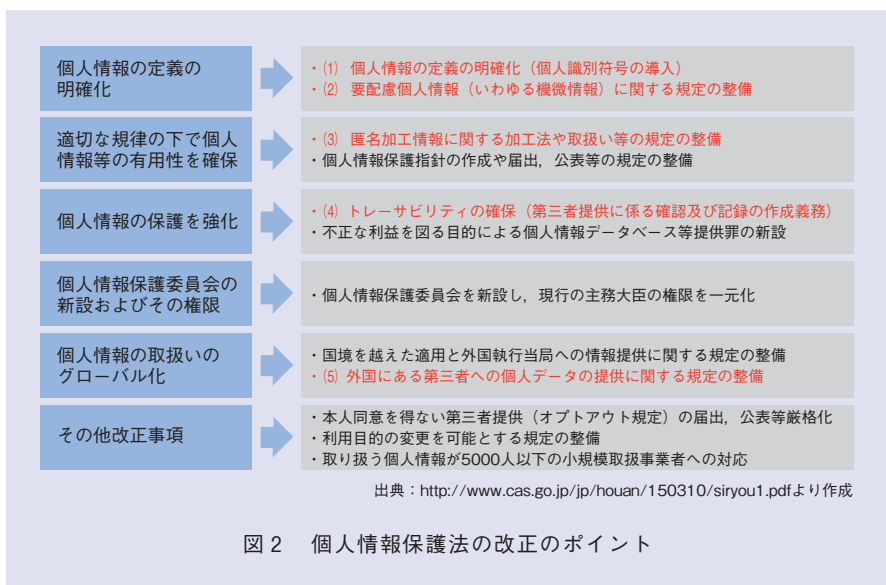 個人情報の定義の
明確化
・⑴ 個人情報の定義の明確化（個人識別符号の導入）
・⑵ 要配慮個人情報（いわゆる機微情報）に関する規定の整備
適切な規律の下で個人
情報等の有用性を確保
・⑶ 匿名加工情報に関する加工法や取扱い等の規定の整備
・個人情報保護指針の作成や届出，公表等の規定の整備
個人情報の保護を強化
・⑷ トレーサビリティの確保（第三者提供に係る確認及び記録の作成義務）
・不正な利益を図る目的による個人情報データベース等提供罪の新設
個人情報保護委員会の
新設およびその権限
・個人情報保護委員会を新設し，現行の主務大臣の権限を一元化
個人情報の取扱いの
グローバル化
・国境を越えた適用と外国執行当局への情報提供に関する規定の整備
・⑸ 外国にある第三者への個人データの提供に関する規定の整備
その他改正事項
・本人同意を得ない第三者提供（オプトアウト規定）の届出，公表等厳格化
・利用目的の変更を可能とする規定の整備
・取り扱う個人情報が5000人以下の小規模取扱事業者への対応
出典：http://www.cas.go.jp/jp/houan/150310/siryou1.pdfより作成
図2 個人情報保護法の改正のポイント